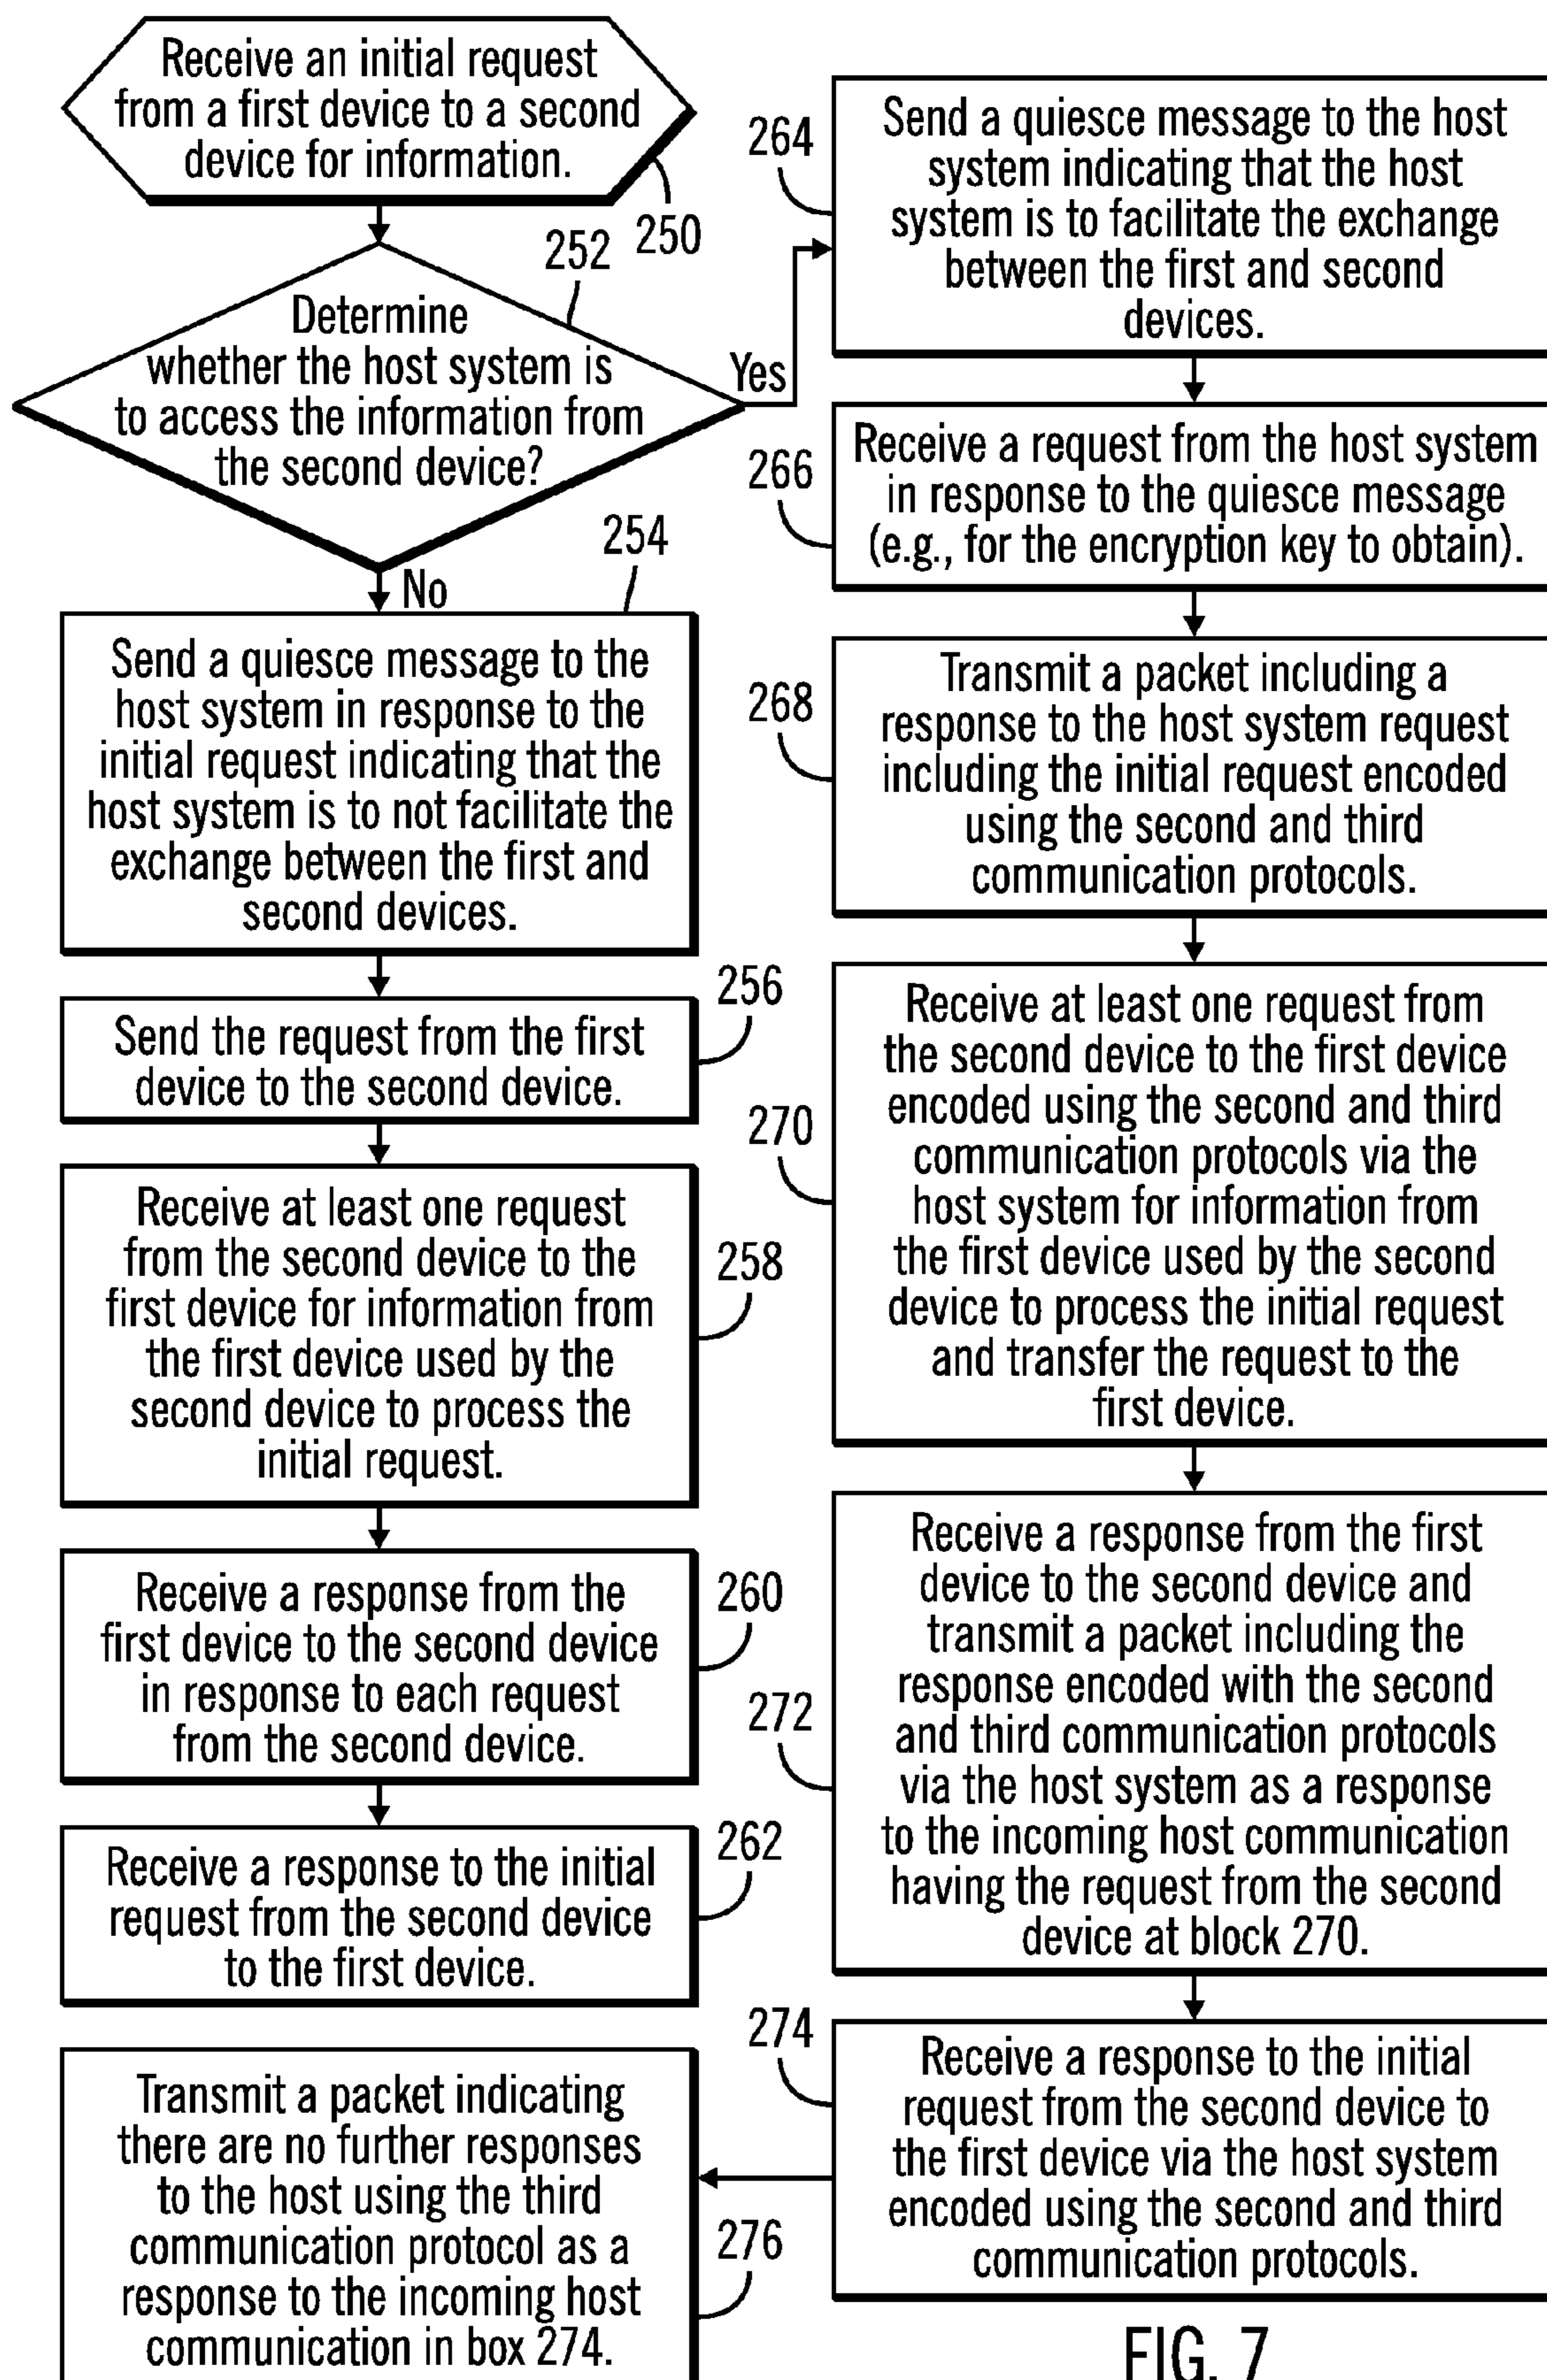 Receive an initial request
from a first device to a second
device for information.
250
252
Determine
whether the host system is
to access the information from
the second device?
Yes
No
254
Send a quiesce message to the
host system in response to the
initial request indicating that the
host system is to not facilitate the
exchange between the first and
second devices.
256
Send the request from the first
device to the second device.
258
Receive at least one request
from the second device to the
first device for information from
the first device used by the
second device to process the
initial request.
260
Receive a response from the
first device to the second device
in response to each request
from the second device.
262
Receive a response to the initial
request from the second device
to the first device.
264
Send a quiesce message to the host
system indicating that the host
system is to facilitate the exchange
between the first and second
devices.
266
Receive a request from the host system
in response to the quiesce message
(e.g., for the encryption key to obtain).
268
Transmit a packet including a
response to the host system request
including the initial request encoded
using the second and third
communication protocols.
270
Receive at least one request from
the second device to the first device
encoded using the second and third
communication protocols via the
host system for information from
the first device used by the second
device to process the initial request
and transfer the request to the
first device.
272
Receive a response from the first
device to the second device and
transmit a packet including the
response encoded with the second
and third communication protocols
via the host system as a response
to the incoming host communication
having the request from the second
device at block 270.
274
Receive a response to the initial
request from the second device to
the first device via the host system
encoded using the second and third
communication protocols.
276
Transmit a packet indicating
there are no further responses
to the host using the third
communication protocol as a
response to the incoming host
communication in box 274.
FIG. 7